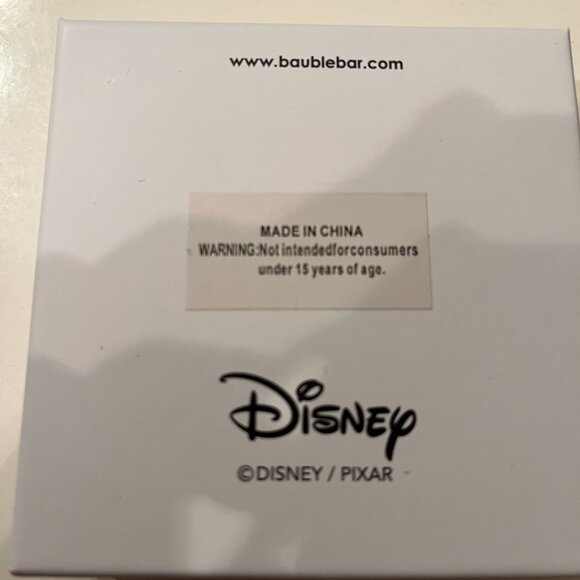 www.baublebar.com
MADE IN CHINA
WARNING:Not intendedforconsumers
under 15 years of age.
Disney
©DISNEY / PIXAR